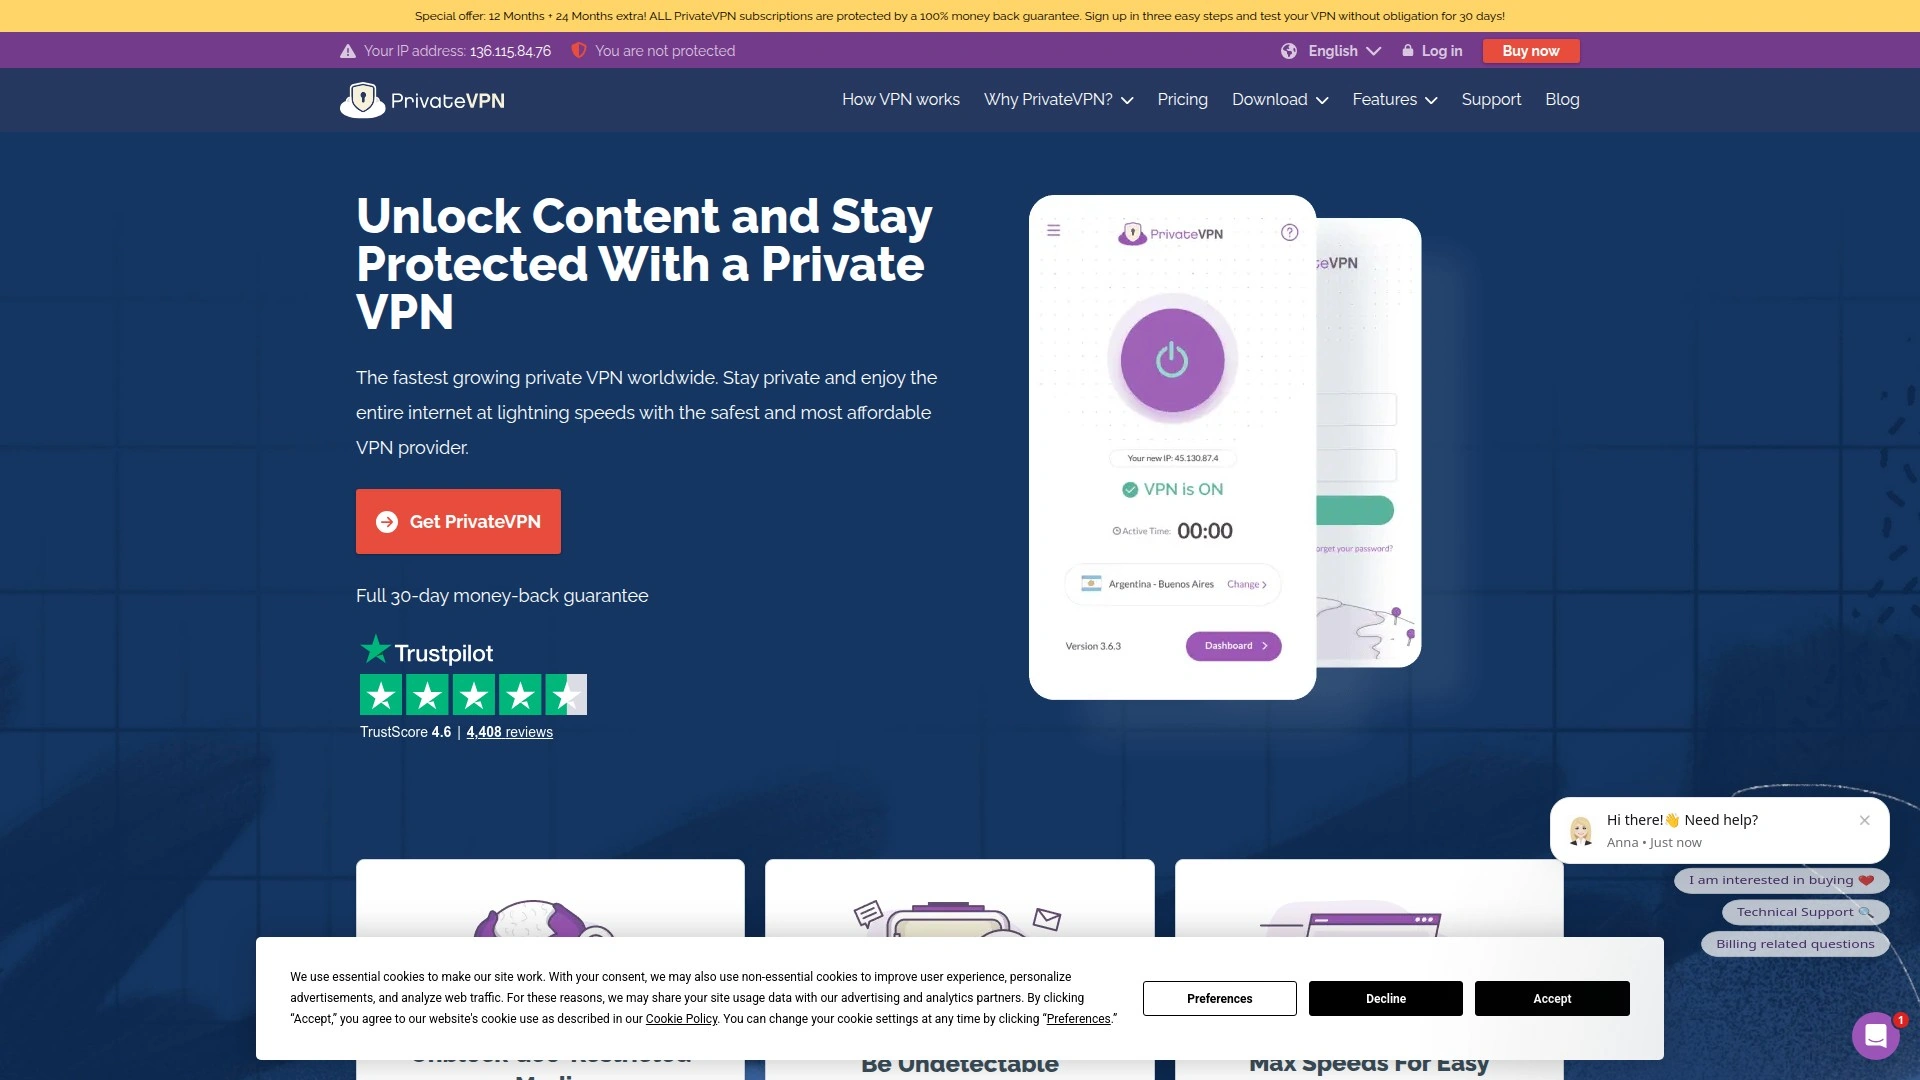 Special offer: 12 Months + 24 Months extra! ALL PrivateVPN subscriptions are protected by a 100% money back guarantee. Sign up in three easy steps and test your VPN without obligation for 30 days!
Your IP address: 136.115.84.76 You are not protected
English Log in Buy now
PrivateVPN
How VPN works Why PrivateVPN? Pricing Download Features Support Blog
Unlock Content and Stay
Protected With a Private
VPN
The fastest growing private VPN worldwide. Stay private and enjoy the
entire internet at lightning speeds with the safest and most affordable
VPN provider.
Get PrivateVPN
Full 30-day money-back guarantee
Trustpilot
TrustScore 4.6 | 4,408 reviews
PrivateVPN
Your new IP: 45.130.87.4
VPN is ON
Active Time: 00:00
Argentina - Buenos Aires Change
Version 3.6.3
Dashboard
eVPN
orget your password?
Hi there!👋 Need help?
Anna • Just now
I am interested in buying ❤️
Technical Support 🔍
Billing related questions
1
We use essential cookies to make our site work. With your consent, we may also use non-essential cookies to improve user experience, personalize
advertisements, and analyze web traffic. For these reasons, we may share your site usage data with our advertising and analytics partners. By clicking
“Accept,” you agree to our website's cookie use as described in our Cookie Policy. You can change your cookie settings at any time by clicking “Preferences.”
Preferences
Decline
Accept
Be Undetectable
Max Speeds For Easy